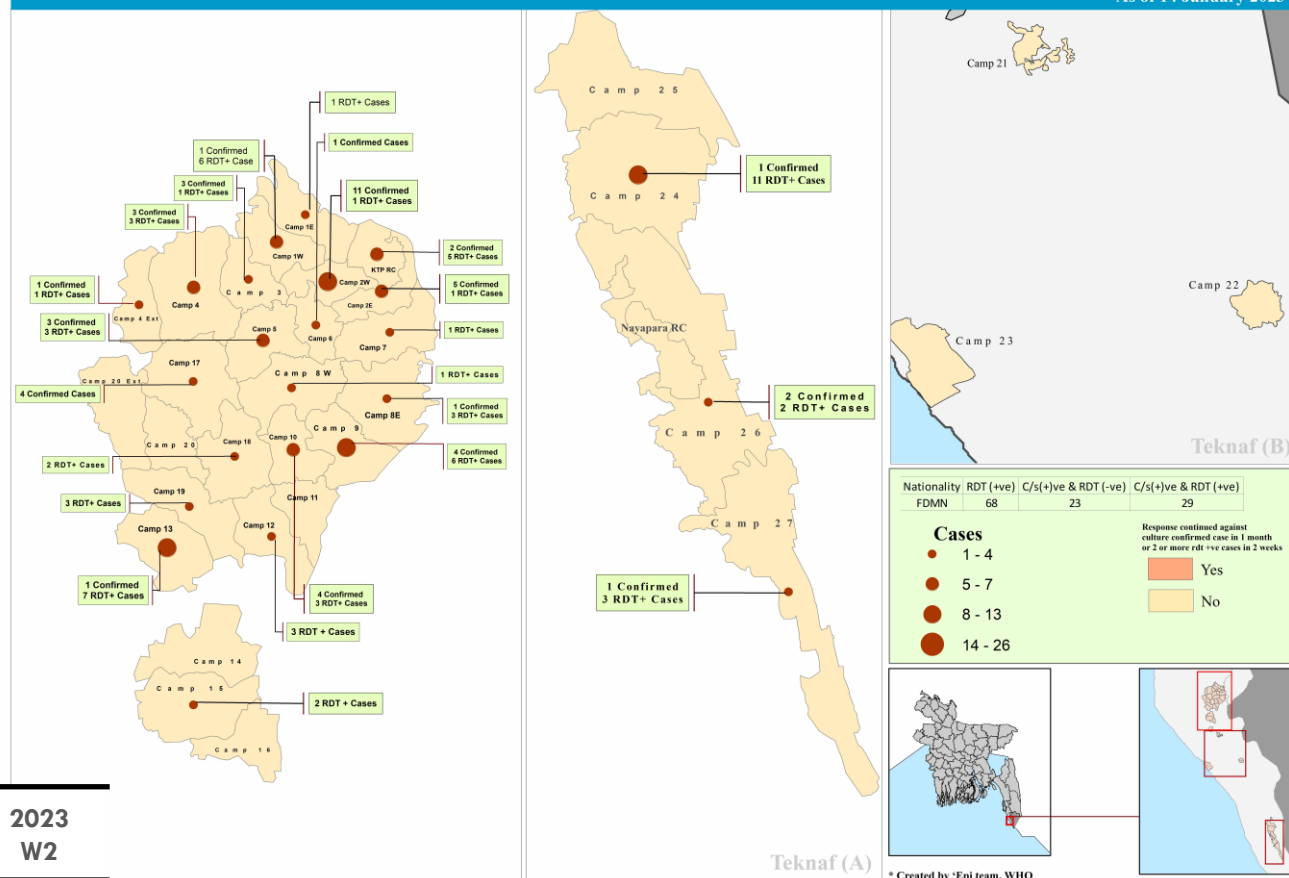 1 RDT+ Cases
1 Confirmed Cases
1 Confirmed
6 RDT+ Case
3 Confirmed
1 RDT+ Cases
11 Confirmed
1 RDT+ Cases
3 Confirmed
3 RDT+ Cases
Camp 1E
Camp 1W
2 Confirmed
5 RDT+ Cases
KTP RC
1 Confirmed
1 RDT+ Cases
Camp 4
Camp 3
Camp 2W
5 Confirmed
1 RDT+ Cases
Camp 4 Ext
Camp 2E
3 Confirmed
3 RDT+ Cases
Camp 5
Camp 6
Camp 7
1 RDT+ Cases
Camp 17
Camp 8 W
1 RDT+ Cases
Camp 20 Ext
4 Confirmed Cases
Camp 8E
1 Confirmed
3 RDT+ Cases
Camp 20
Camp 18
Camp 10
Camp 9
4 Confirmed
6 RDT+ Cases
2 RDT+ Cases
Camp 19
3 RDT+ Cases
Camp 11
Camp 13
Camp 12
1 Confirmed
7 RDT+ Cases
4 Confirmed
3 RDT+ Cases
3 RDT + Cases
Camp 14
Camp 15
2 RDT + Cases
Camp 16
2023
W2
Camp 25
1 Confirmed
11 RDT+ Cases
Camp 24
Nayapara RC
2 Confirmed
2 RDT+ Cases
Camp 26
Camp 27
1 Confirmed
3 RDT+ Cases
Teknaf (A)
Camp 21
Camp 22
Camp 23
Teknaf (B)
Nationality RDT (+ve) C/s(+)ve & RDT (-ve) C/s(+)ve & RDT (+ve)
FDMN 68 23 29
Cases
1 - 4
5 - 7
8 - 13
14 - 26
Response continued against
culture confirmed case in 1 month
or 2 or more rdt +ve cases in 2 weeks
Yes
No
* Created by 'Epi team, WHO